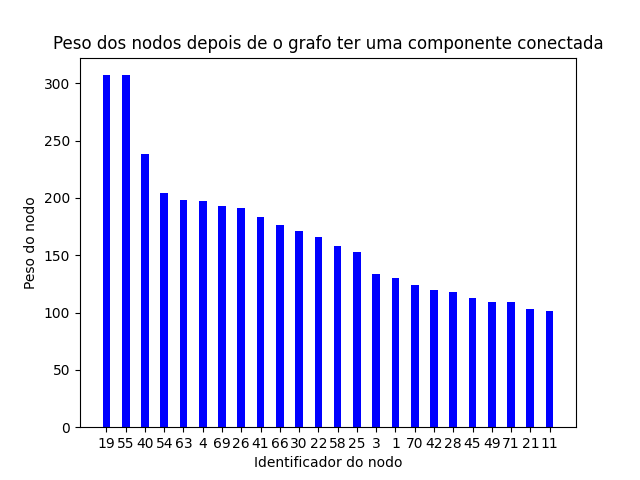 Peso dos nodos depois de o grafo ter uma componente conectada
Peso do nodo
300
250
200
150
100
50
0
19 55 40 54 63 4 69 26 41 66 30 22 58 25 3 1 70 42 28 45 49 71 21 11
Identificador do nodo